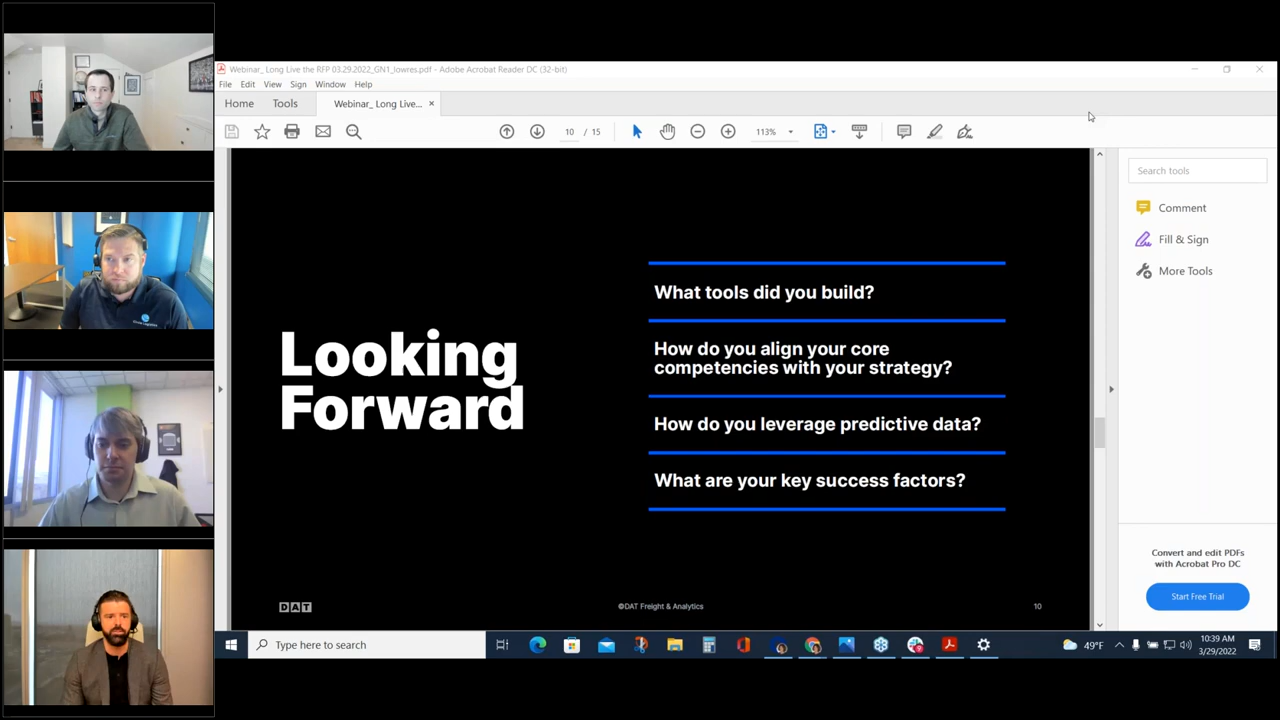 Webinar_ Long Live the RFP 03.29.2022_GN1_lowres.pdf - Adobe Acrobat Reader DC (32-bit)
File Edit View Sign Window Help
Home Tools Webinar_ Long Live... ×
10 / 15 113%
Search tools
Comment
Fill & Sign
More Tools
Looking
Forward
What tools did you build?
How do you align your core
competencies with your strategy?
How do you leverage predictive data?
What are your key success factors?
DAT ©DAT Freight & Analytics 10
Convert and edit PDFs
with Acrobat Pro DC
Start Free Trial
Type here to search
49°F
10:39 AM
3/29/2022